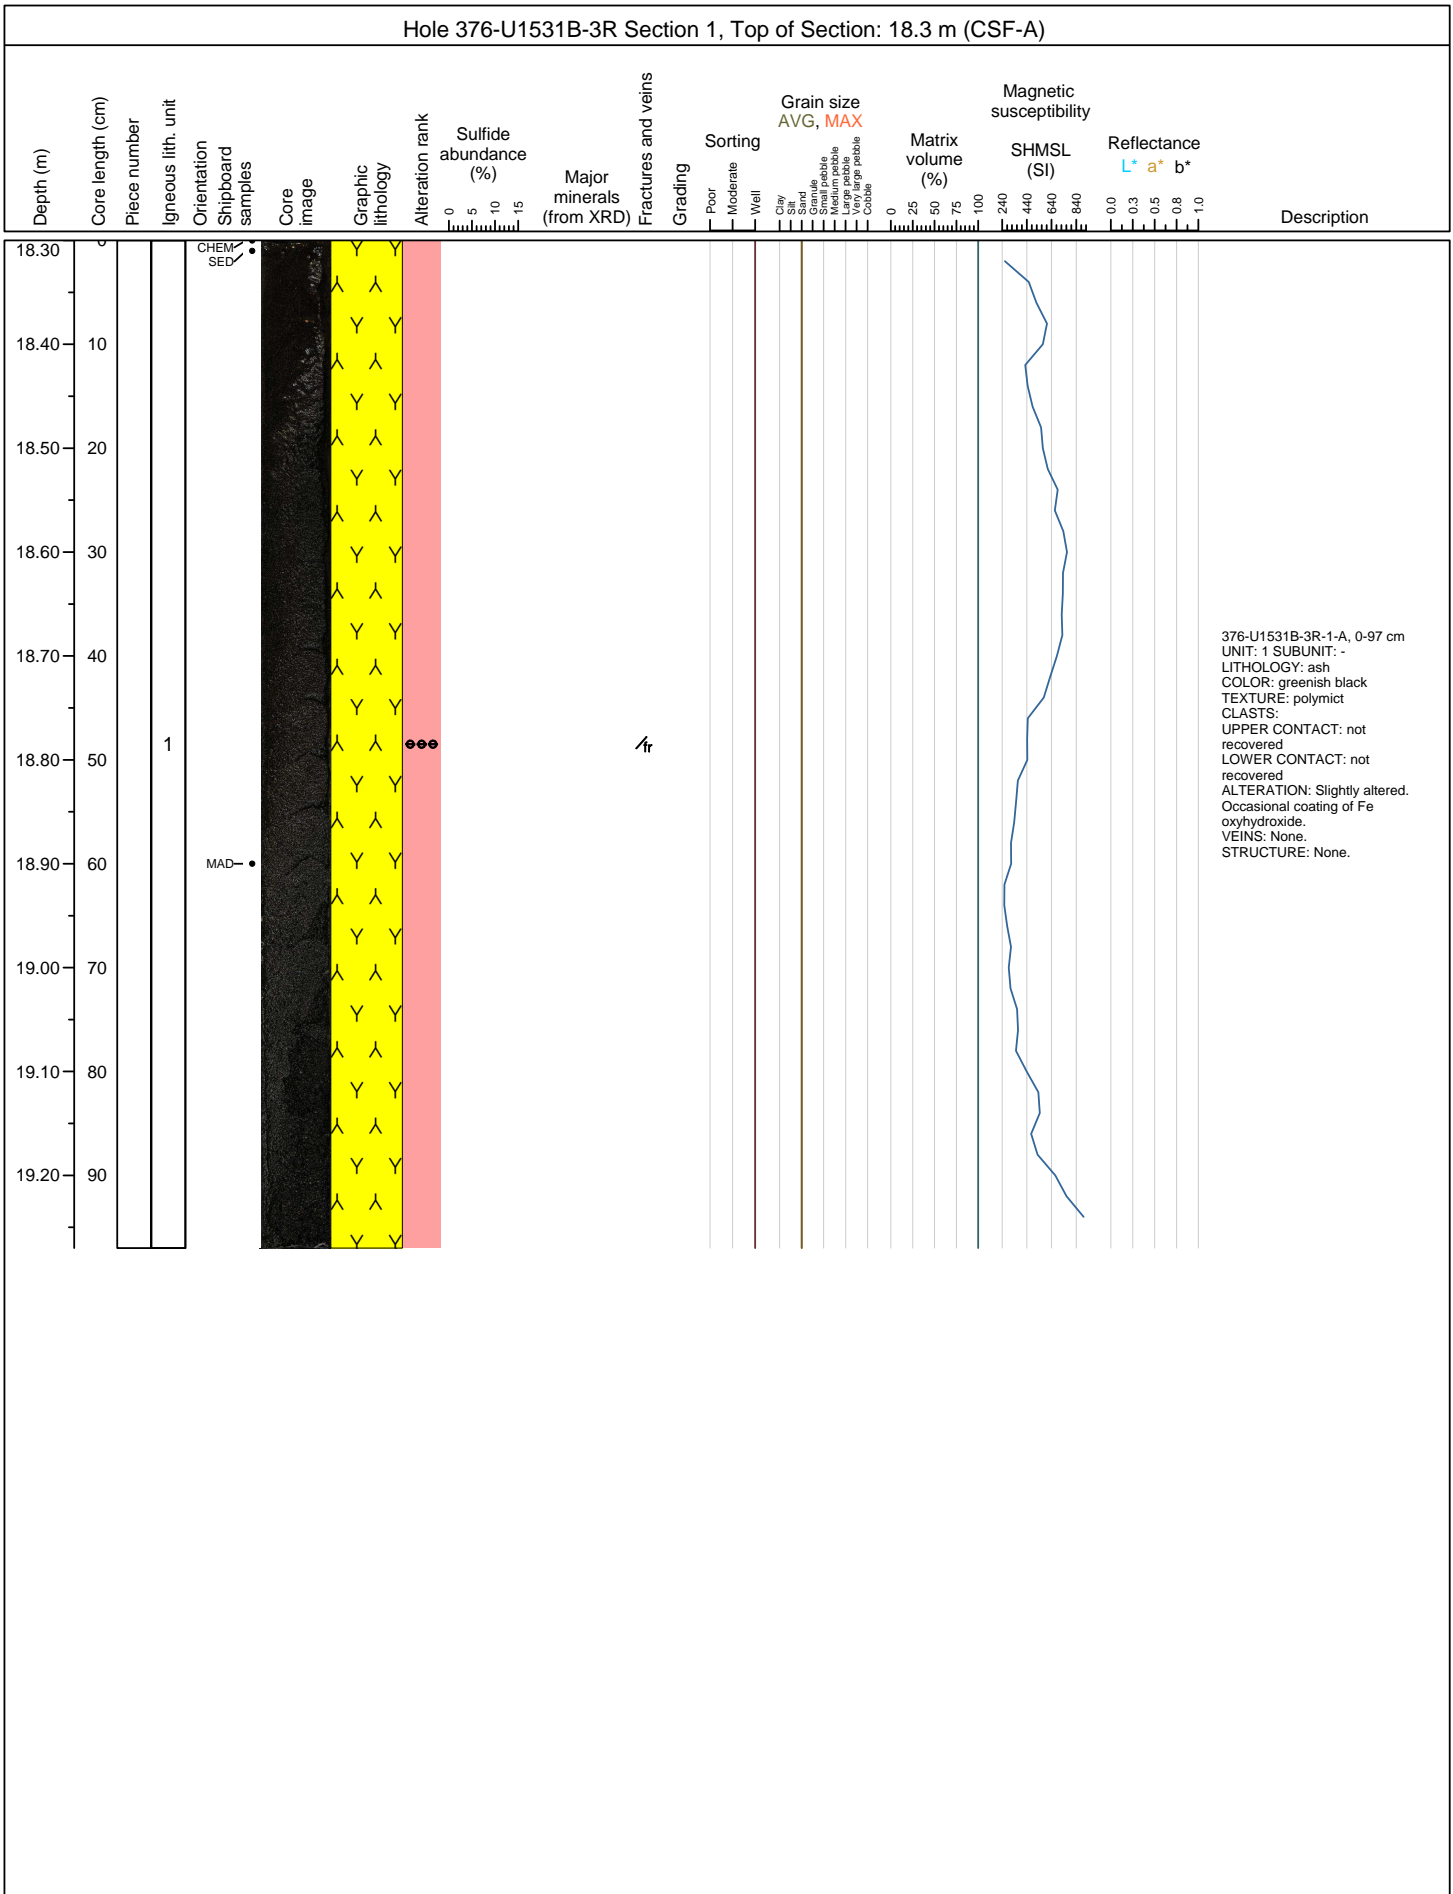 Hole 376-U1531B-3R Section 1, Top of Section: 18.3 m (CSF-A)
Depth (m)
Core length (cm)
Piece number
Igneous lith. unit
Orientation
Shipboard
samples
Core
image
Graphic
lithology
Alteration rank
Sulfide
abundance
(%)
0 5 10 15
Major
minerals
(from XRD)
Fractures and veins
Grading
Sorting
Poor
Moderate
Well
Grain size
AVG, MAX
Clay
Silt
Sand
Granule
Small pebble
Medium pebble
Large pebble
Very large pebble
Cobble
Matrix
volume
(%)
0 25 50 75 100
Magnetic
susceptibility
SHMSL
(SI)
240 440 640 840
Reflectance
L* a* b*
0.0 0.3 0.5 0.8 1.0
Description
18.30 0
CHEM
SED
18.40 10
18.50 20
18.60 30
18.70 40
18.80 50
18.90 60
19.00 70
19.10 80
19.20 90
1
fr
MAD
376-U1531B-3R-1-A, 0-97 cm
UNIT: 1 SUBUNIT: -
LITHOLOGY: ash
COLOR: greenish black
TEXTURE: polymict
CLASTS:
UPPER CONTACT: not
recovered
LOWER CONTACT: not
recovered
ALTERATION: Slightly altered.
Occasional coating of Fe
oxyhydroxide.
VEINS: None.
STRUCTURE: None.